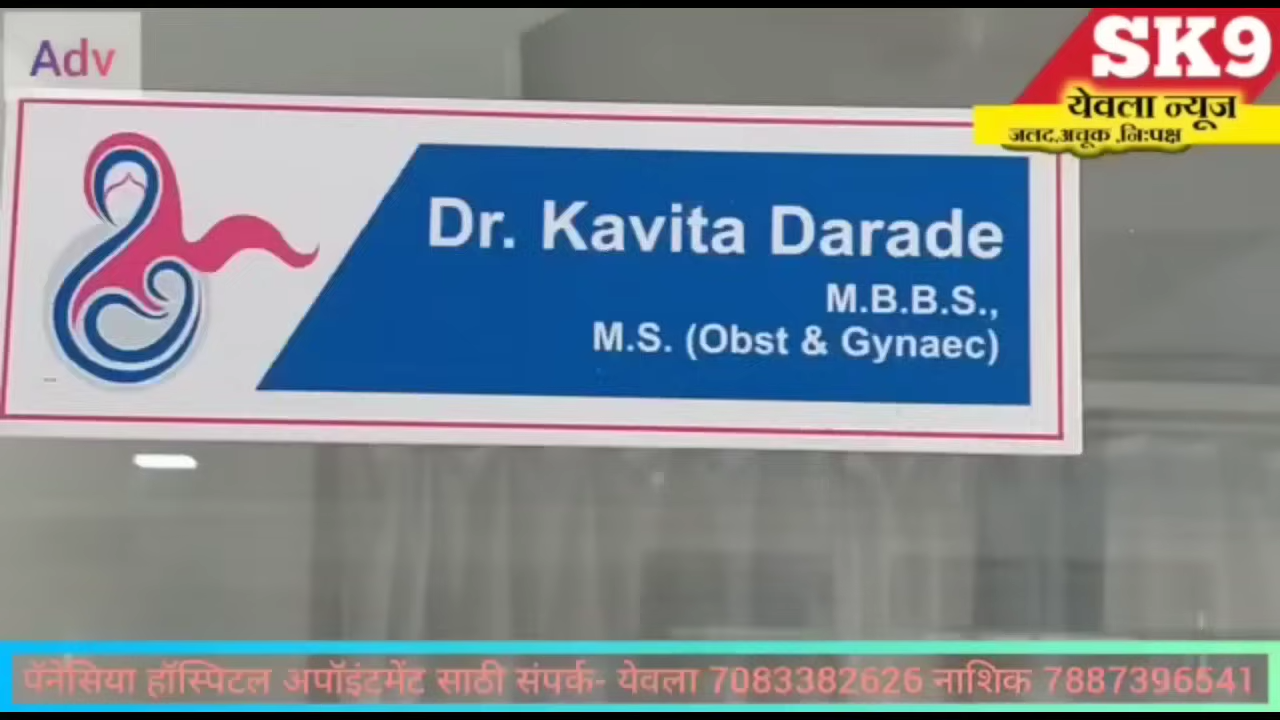 Adv
SK9
येवला न्यूज
जलद,अचूक ,नि:पक्ष
Dr. Kavita Darade
M.B.B.S.,
M.S. (Obst & Gynaec)
पॅनेसिया हॉस्पिटल अपॉइंटमेंट साठी संपर्क- येवला 7083382626 नाशिक 7887396541